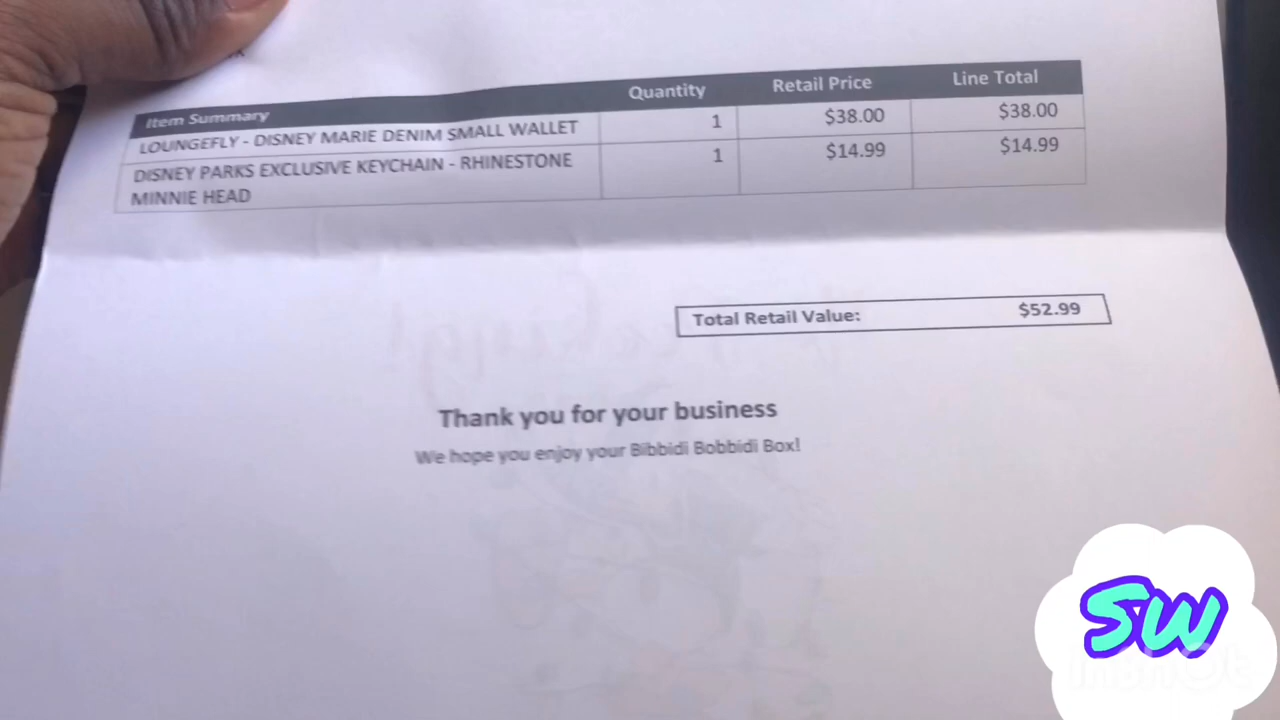 Item Summary Quantity Retail Price Line Total
LOUNGEFLY - DISNEY MARIE DENIM SMALL WALLET 1 $38.00 $38.00
DISNEY PARKS EXCLUSIVE KEYCHAIN - RHINESTONE 1 $14.99 $14.99
MINNIE HEAD
Total Retail Value: $52.99
Thank you for your business
We hope you enjoy your Bibbidi Bobbidi Box!
SW